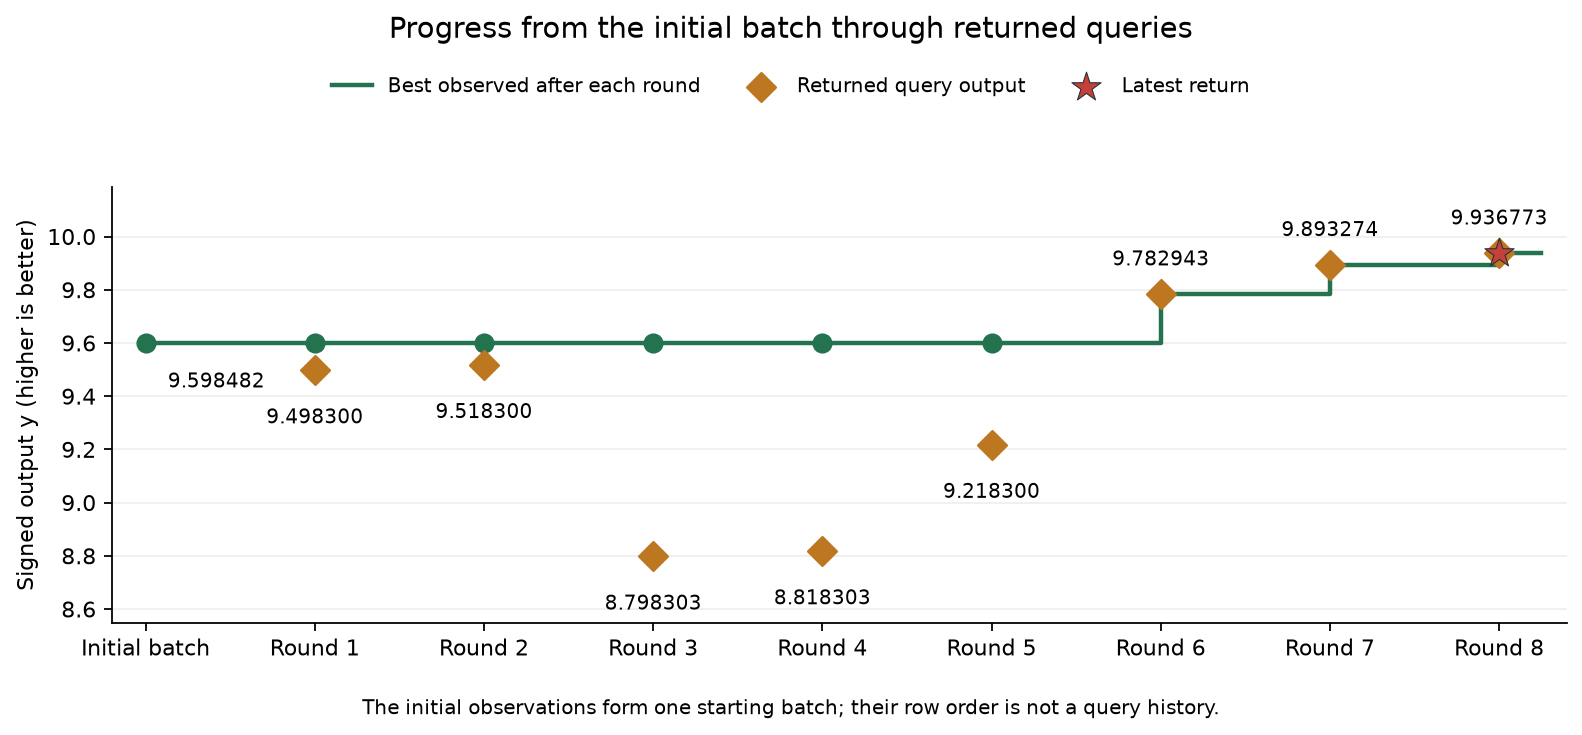 Progress from the initial batch through returned queries
Best observed after each round
Returned query output
Latest return
Signed output y (higher is better)
10.0
9.8
9.6
9.4
9.2
9.0
8.8
8.6
9.598482
9.498300
9.518300
8.798303
8.818303
9.218300
9.782943
9.893274
9.936773
Initial batch
Round 1
Round 2
Round 3
Round 4
Round 5
Round 6
Round 7
Round 8
The initial observations form one starting batch; their row order is not a query history.